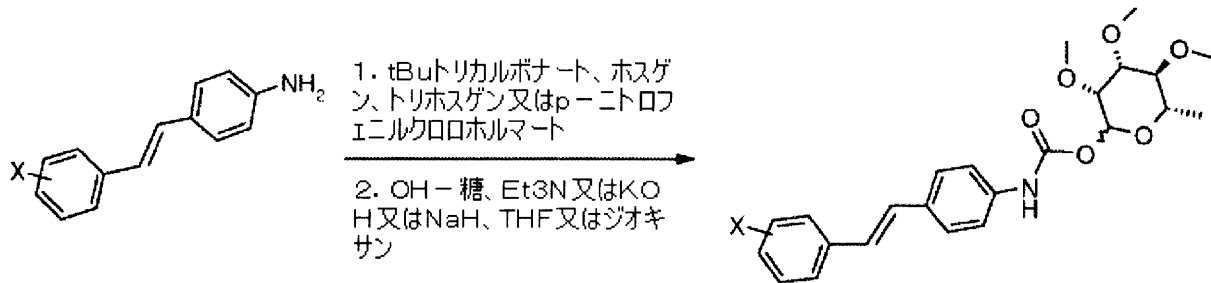 X
NH2
1. tBuトリカルボナート、ホスゲ
ン、トリホスゲン又はp-ニトロフ
ェニルクロロホルマート
2. OH-糖、Et3N又はKO
H又はNaH、THF又はジオキ
サン
X
N
H
O
O
O
O
O
O